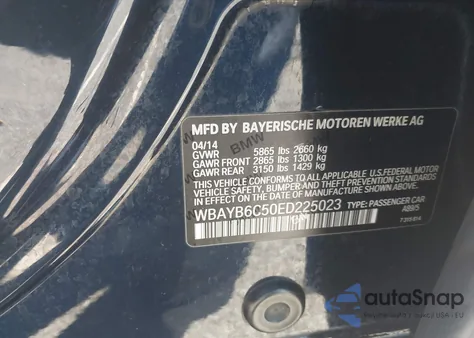 MFD BY BAYERISCHE MOTOREN WERKE AG
04/14
GVWR 5865 lbs 2660 kg
GAWR FRONT 2865 lbs 1300 kg
GAWR REAR 3150 lbs 1429 kg
THIS VEHICLE CONFORMS TO ALL APPLICABLE U.S.FEDERAL MOTOR
VEHICLE SAFETY, BUMPER AND THEFT PREVENTION STANDARDS
IN EFFECT ON THE DATE OF MANUFACTURE SHOWN ABOVE.
WBAYB6C50ED225023 TYPE: PASSENGER CAR
BMW
autoSnap